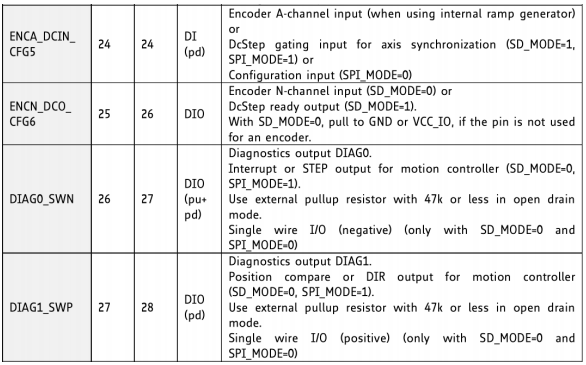 ENCA_DCIN_
CFG5
24
24
DI
(pd)
Encoder A-channel input (when using internal ramp generator)
or
DcStep gating input for axis synchronization (SD_MODE=1,
SPI_MODE=1) or
Configuration input (SPI_MODE=0)
ENCN_DCO_
CFG6
25
26
DIO
Encoder N-channel input (SD_MODE=0) or
DcStep ready output (SD_MODE=1).
With SD_MODE=0, pull to GND or VCC_IO, if the pin is not used
for an encoder.
DIAG0_SWN
26
27
DIO
(pu+
pd)
Diagnostics output DIAG0.
Interrupt or STEP output for motion controller (SD_MODE=0,
SPI_MODE=1).
Use external pullup resistor with 47k or less in open drain
mode.
Single wire I/O (negative) (only with SD_MODE=0 and
SPI_MODE=0)
DIAG1_SWP
27
28
DIO
(pd)
Diagnostics output DIAG1.
Position compare or DIR output for motion controller
(SD_MODE=0, SPI_MODE=1).
Use external pullup resistor with 47k or less in open drain
mode.
Single wire I/O (positive) (only with SD_MODE=0 and
SPI_MODE=0)